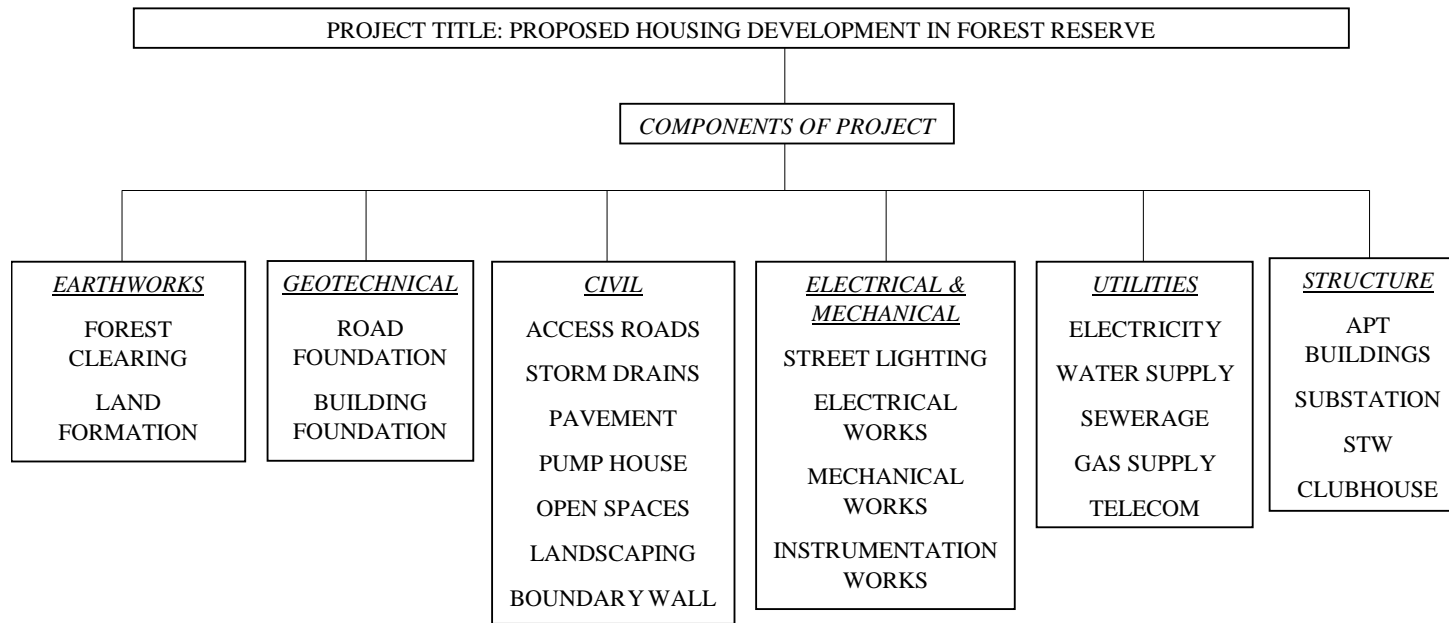 PROJECT TITLE: PROPOSED HOUSING DEVELOPMENT IN FOREST RESERVE
COMPONENTS OF PROJECT
EARTHWORKS
FOREST
CLEARING
LAND
FORMATION
GEOTECHNICAL
ROAD
FOUNDATION
BUILDING
FOUNDATION
CIVIL
ACCESS ROADS
STORM DRAINS
PAVEMENT
PUMP HOUSE
OPEN SPACES
LANDSCAPING
BOUNDARY WALL
ELECTRICAL &
MECHANICAL
STREET LIGHTING
ELECTRICAL
WORKS
MECHANICAL
WORKS
INSTRUMENTATION
WORKS
UTILITIES
ELECTRICITY
WATER SUPPLY
SEWERAGE
GAS SUPPLY
TELECOM
STRUCTURE
APT
BUILDINGS
SUBSTATION
STW
CLUBHOUSE